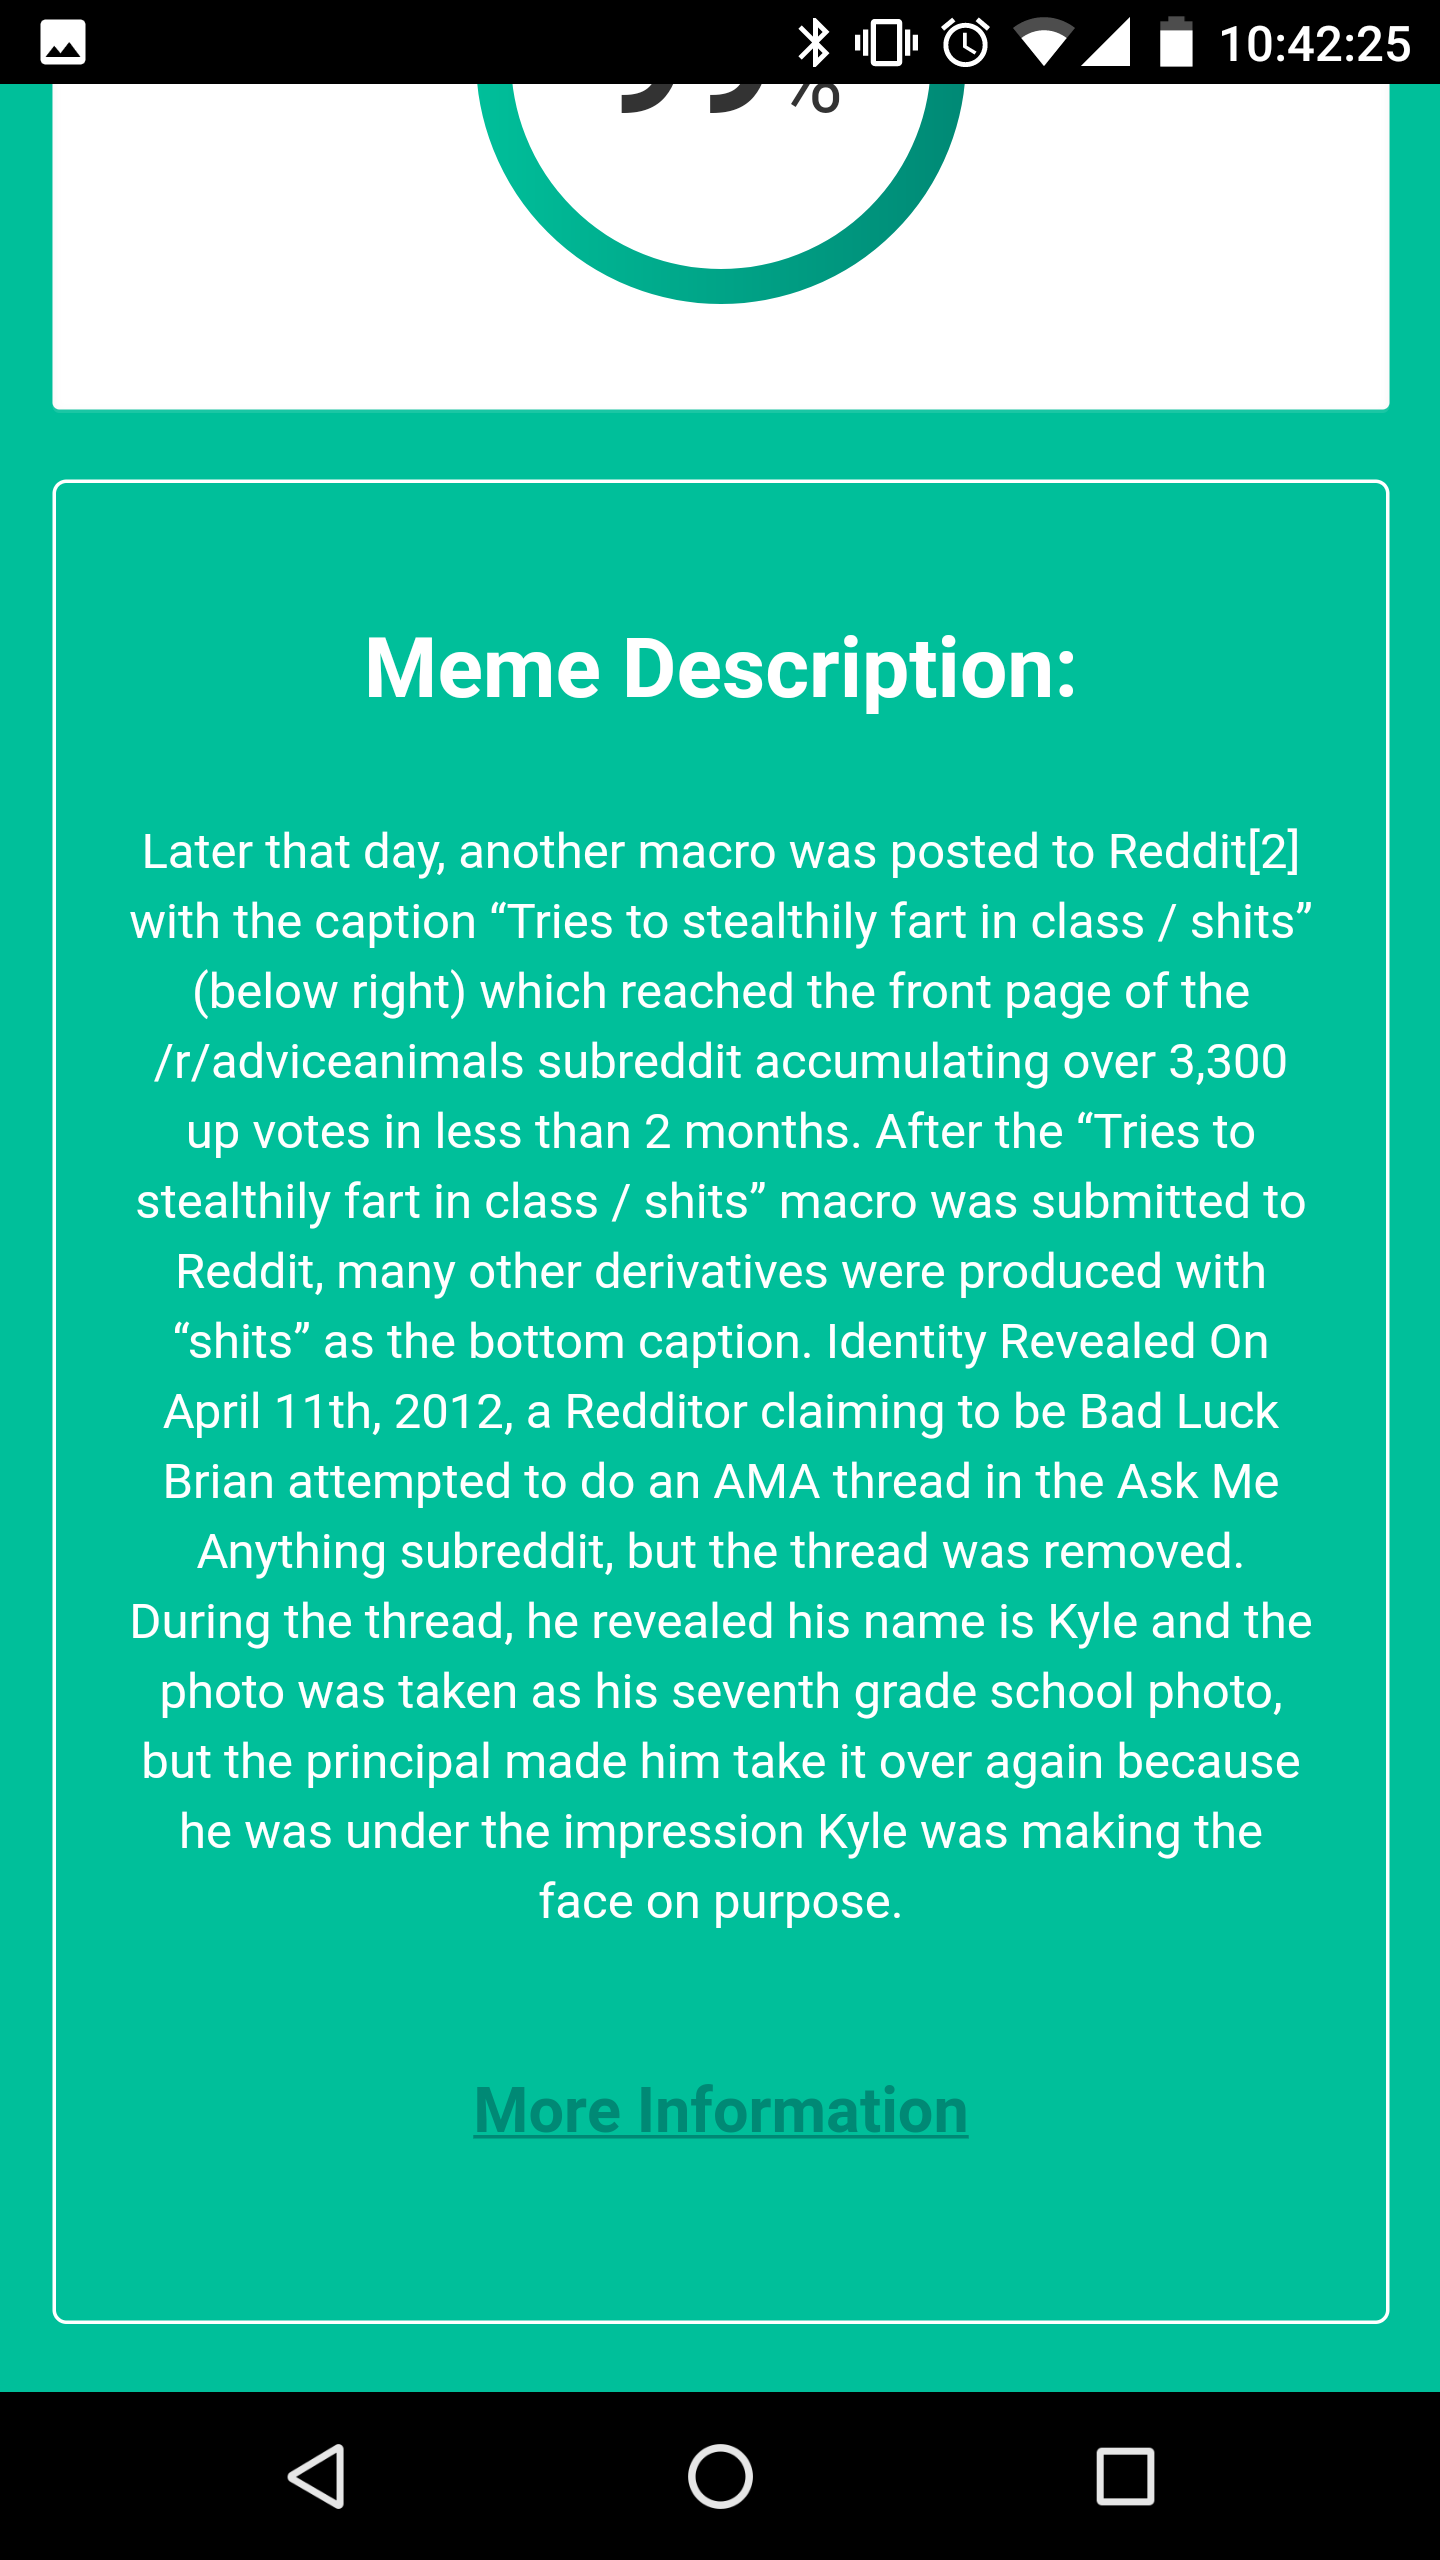 10:42:25
%
Meme Description:
Later that day, another macro was posted to Reddit[2]
with the caption “Tries to stealthily fart in class / shits”
(below right) which reached the front page of the
/r/adviceanimals subreddit accumulating over 3,300
up votes in less than 2 months. After the “Tries to
stealthily fart in class / shits” macro was submitted to
Reddit, many other derivatives were produced with
“shits” as the bottom caption. Identity Revealed On
April 11th, 2012, a Redditor claiming to be Bad Luck
Brian attempted to do an AMA thread in the Ask Me
Anything subreddit, but the thread was removed.
During the thread, he revealed his name is Kyle and the
photo was taken as his seventh grade school photo,
but the principal made him take it over again because
he was under the impression Kyle was making the
face on purpose.
More Information